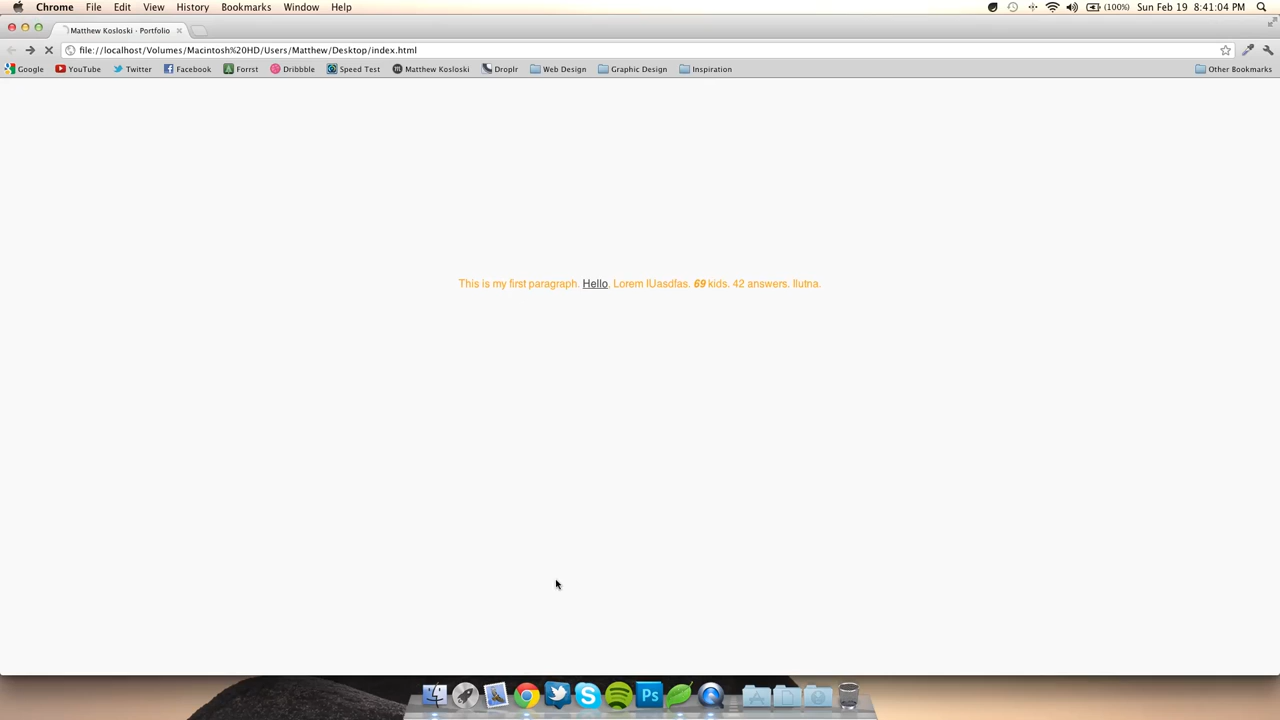 Chrome File Edit View History Bookmarks Window Help (100%) Sun Feb 19 8:41:04 PM
Matthew Kosloski - Portfolio
file://localhost/Volumes/Macintosh%20HD/Users/Matthew/Desktop/index.html
Google YouTube Twitter Facebook Forrst Dribbble Speed Test Matthew Kosloski Droplr Web Design Graphic Design Inspiration Other Bookmarks
This is my first paragraph. Hello. Lorem IUasdfas. 69 kids. 42 answers. Ilutna.
Ps